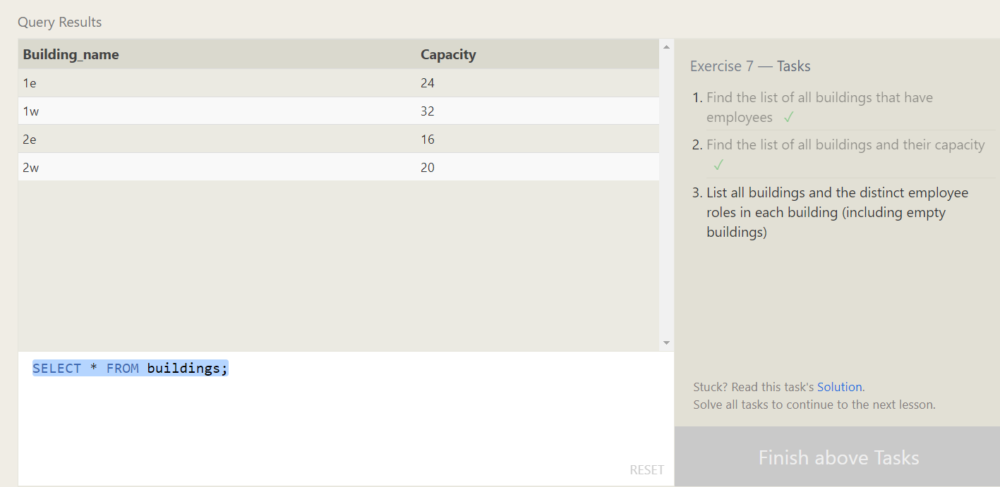 Query Results
Building_name Capacity
1e 24
1w 32
2e 16
2w 20
SELECT * FROM buildings;
RESET
Exercise 7 — Tasks
1. Find the list of all buildings that have
employees ✓
2. Find the list of all buildings and their capacity
✓
3. List all buildings and the distinct employee
roles in each building (including empty
buildings)
Stuck? Read this task's Solution.
Solve all tasks to continue to the next lesson.
Finish above Tasks